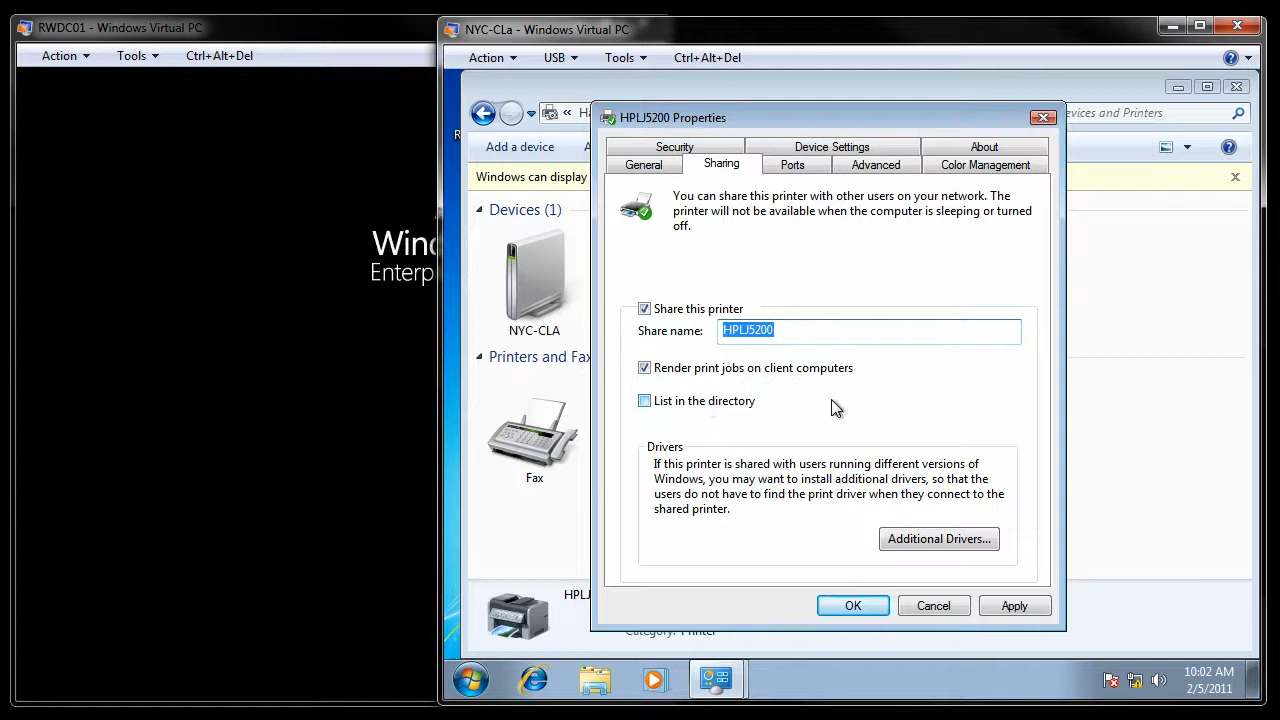 RWDC01 - Windows Virtual PC
Action Tools Ctrl+Alt+Del
Wind
Enterp
NYC-CLa - Windows Virtual PC
Action USB Tools Ctrl+Alt+Del
« Ha
evices and Printers
Add a device A
Windows can display
Devices (1)
NYC-CLA
Printers and Fax
Fax
HPLJ
Category: Printer
HPLJ5200 Properties
Security Device Settings About
General Sharing Ports Advanced Color Management
You can share this printer with other users on your network. The
printer will not be available when the computer is sleeping or turned
off.
Share this printer
Share name: HPLJ5200
Render print jobs on client computers
List in the directory
Drivers
If this printer is shared with users running different versions of
Windows, you may want to install additional drivers, so that the
users do not have to find the print driver when they connect to the
shared printer.
Additional Drivers...
OK Cancel Apply
10:02 AM
2/5/2011